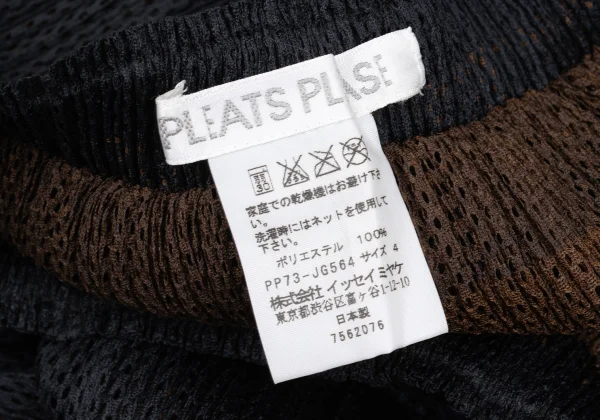 PLEATS PLEASE
家庭での乾燥機はお避け下さ
い。
洗濯時にはネットを使用して
下さい。
ポリエステル 100%
PP73-JG564 サイズ 4
株式会社 イッセイ ミヤケ
東京都渋谷区富ヶ谷1-12-10
日本製
7562076